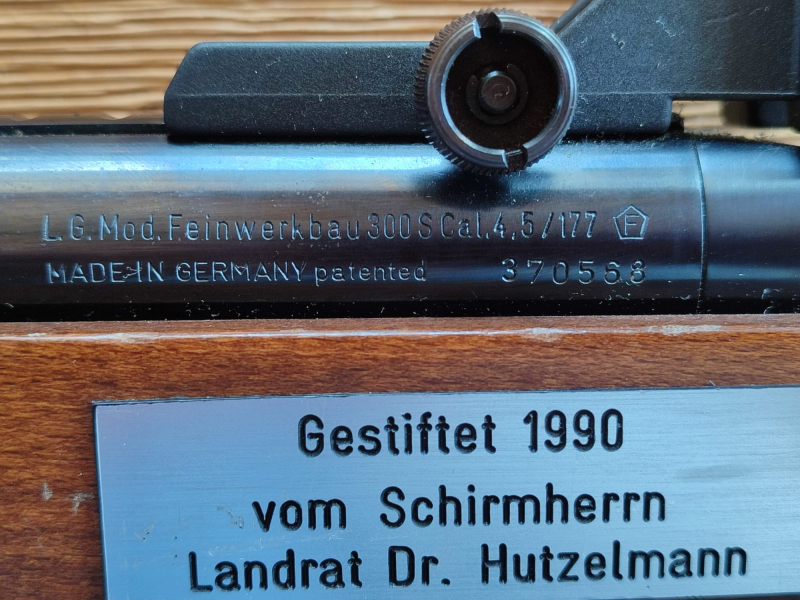 L.G.Mod.Feinwerkbau 300 S Cal.4,5/177 F
MADE IN GERMANY patented 370568
Gestiftet 1990
vom Schirmherrn
Landrat Dr. Hutzelmann